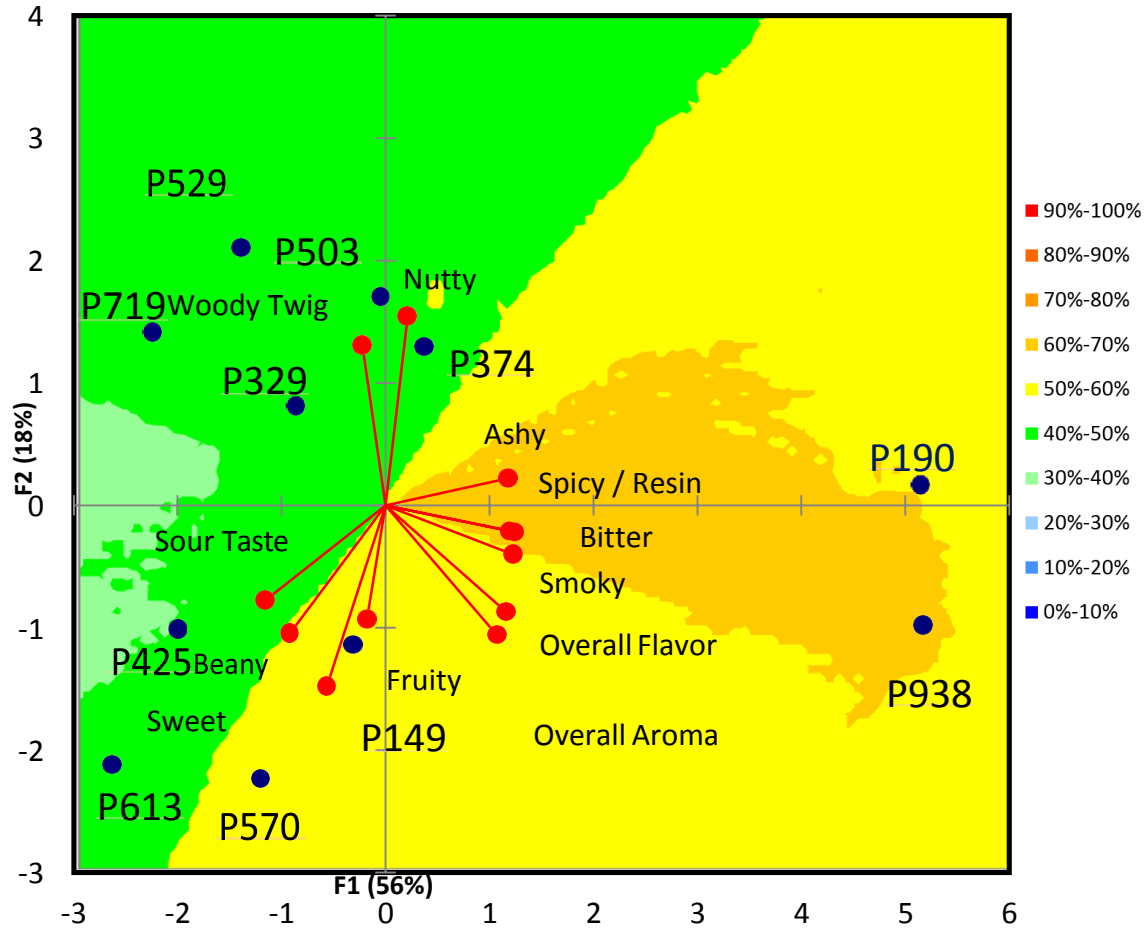 4
3
2
1
0
-1
-2
-3
F2 (18%)
P529
P503
Nutty
P719 Woody Twig
P374
P329
Ashy
P190
Spicy / Resin
Sour Taste
Bitter
Smoky
Overall Flavor
P425 Beany
Fruity
P938
Sweet
P149
Overall Aroma
P613
P570
F1 (56%)
-3 -2 -1 0 1 2 3 4 5 6
90%-100%
80%-90%
70%-80%
60%-70%
50%-60%
40%-50%
30%-40%
20%-30%
10%-20%
0%-10%